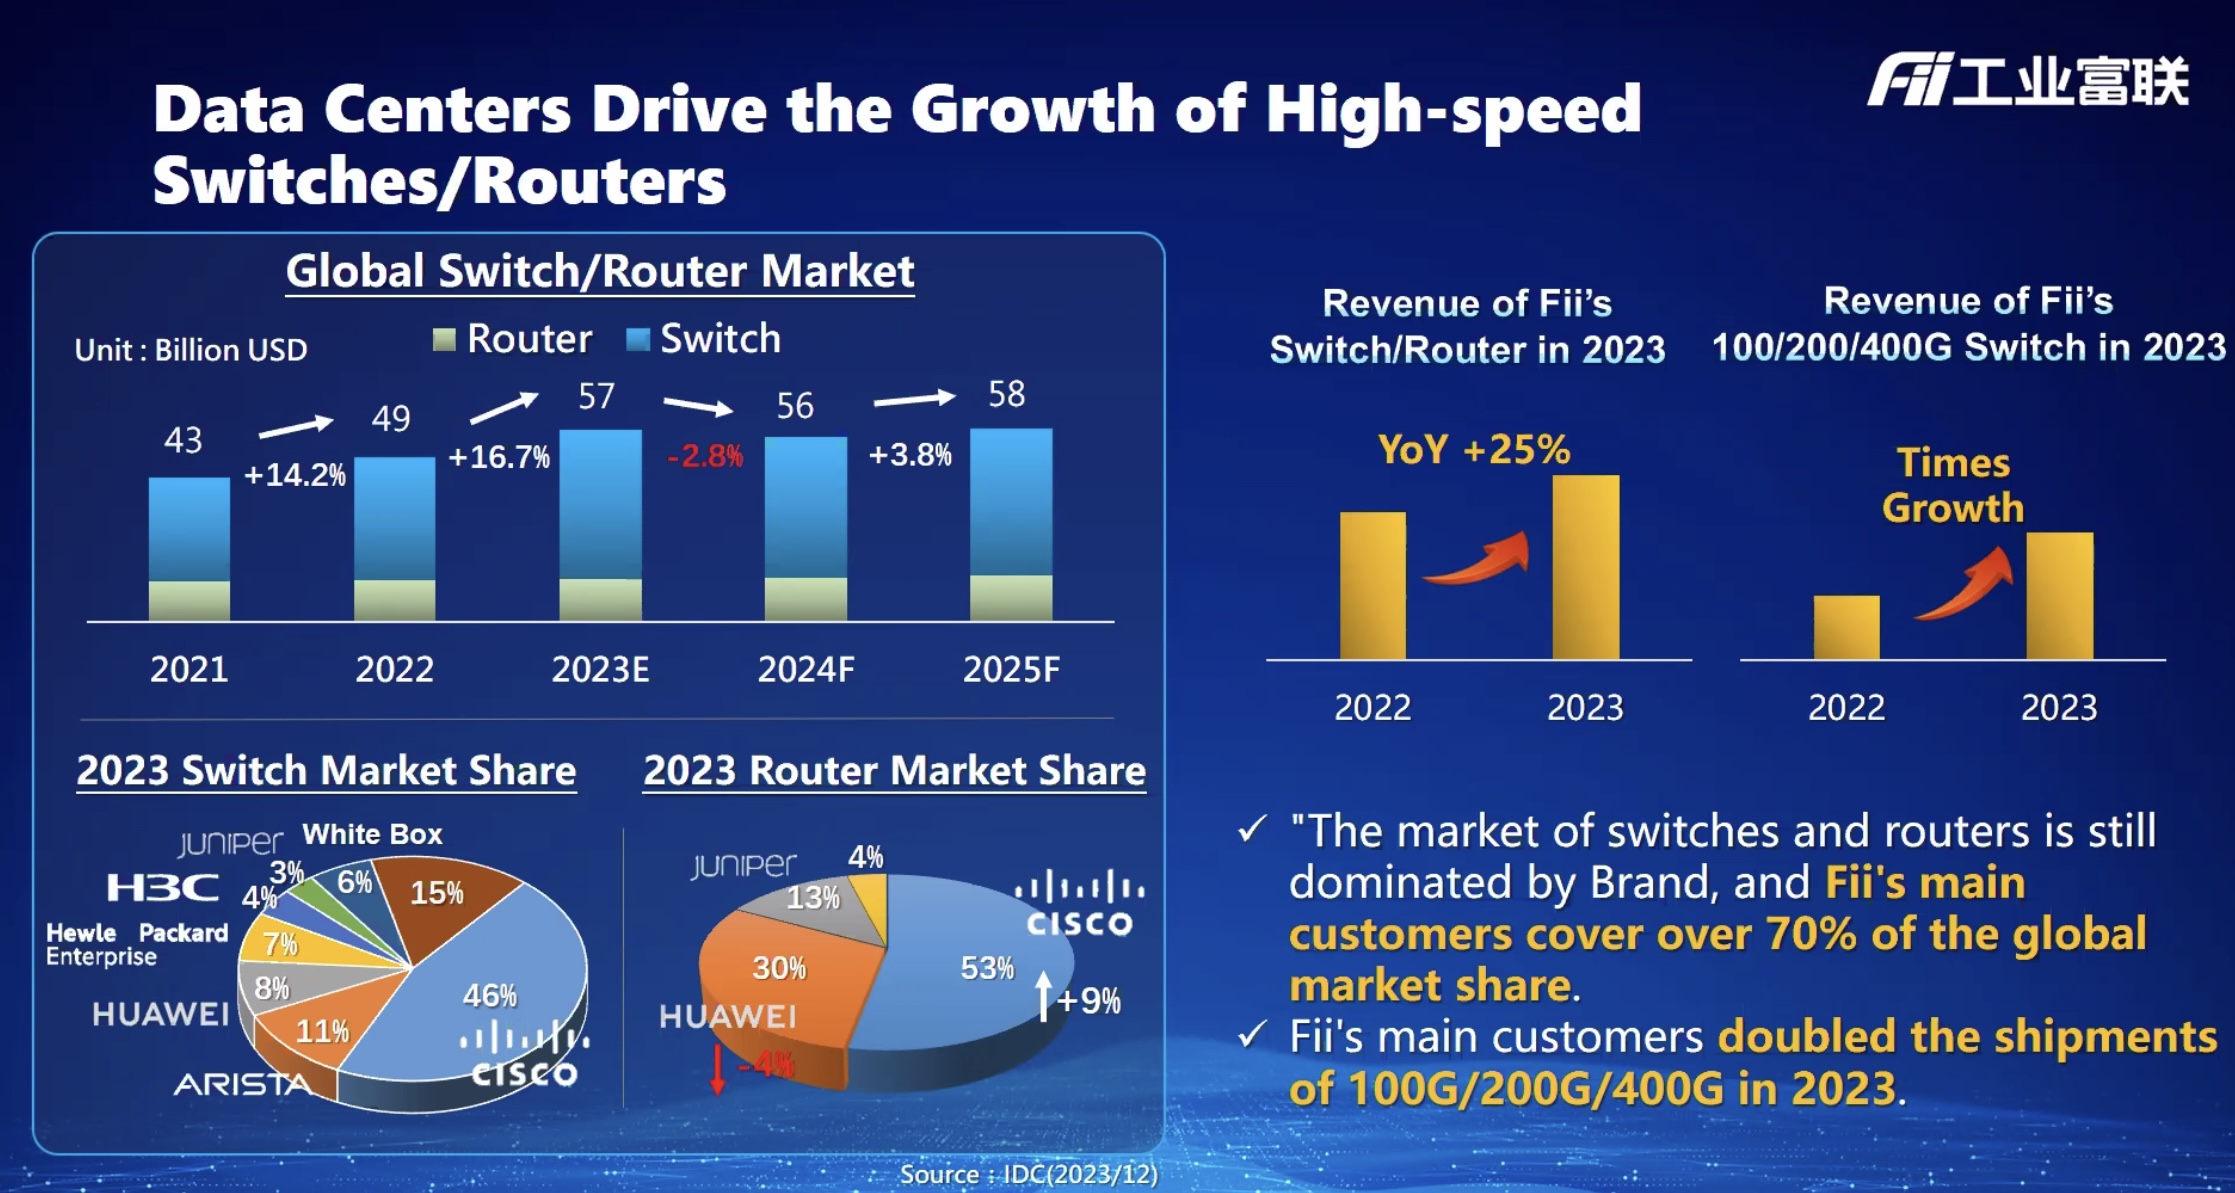 Fii工业富联
Data Centers Drive the Growth of High-speed
Switches/Routers
Global Switch/Router Market
Unit : Billion USD
Router
Switch
43
+14.2%
49
+16.7%
57
-2.8%
56
+3.8%
58
2021
2022
2023E
2024F
2025F
2023 Switch Market Share
JUNIPER
White Box
H3C
3%
6%
15%
4%
Hewle Packard
Enterprise
7%
HUAWEI
8%
46%
11%
CISCO
ARISTA
2023 Router Market Share
JUNIPER
4%
13%
CISCO
30%
53%
+9%
HUAWEI
-4%
Source : IDC(2023/12)
Revenue of Fii’s
Switch/Router in 2023
YoY +25%
2022
2023
Revenue of Fii’s
100/200/400G Switch in 2023
Times
Growth
2022
2023
"The market of switches and routers is still
dominated by Brand, and Fii's main
customers cover over 70% of the global
market share.
Fii's main customers doubled the shipments
of 100G/200G/400G in 2023.